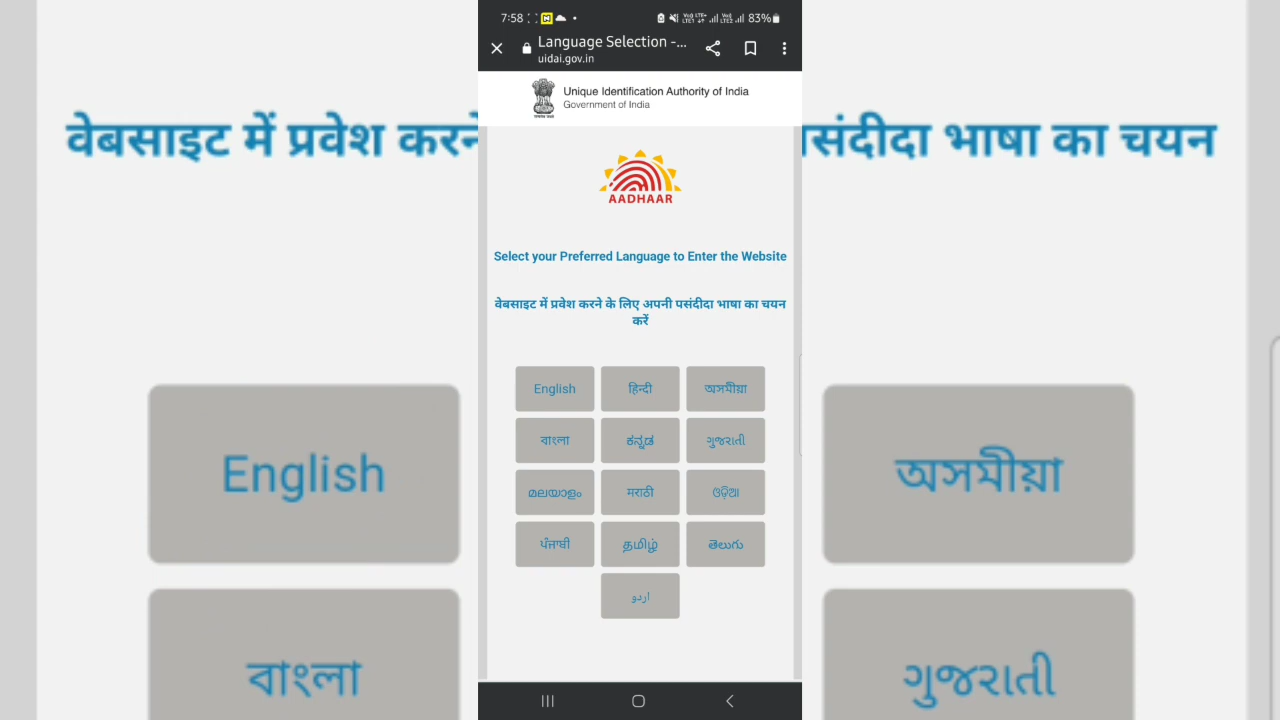 7:58
LTE1
LTE2
83%
Language Selection -...
uidai.gov.in
Unique Identification Authority of India
Government of India
AADHAAR
Select your Preferred Language to Enter the Website
वेबसाइट में प्रवेश करने के लिए अपनी पसंदीदा भाषा का चयन
करें
English
हिन्दी
অসমীয়া
বাংলা
ಕನ್ನಡ
ગુજરાતી
മലയാളം
मराठी
ଓଡ଼ିଆ
ਪੰਜਾਬੀ
தமிழ்
తెలుగు
اردو
वेबसाइट में प्रवेश करने
पसंदीदा भाषा का चयन
English
অসমীয়া
বাংলা
ગુજરાતી